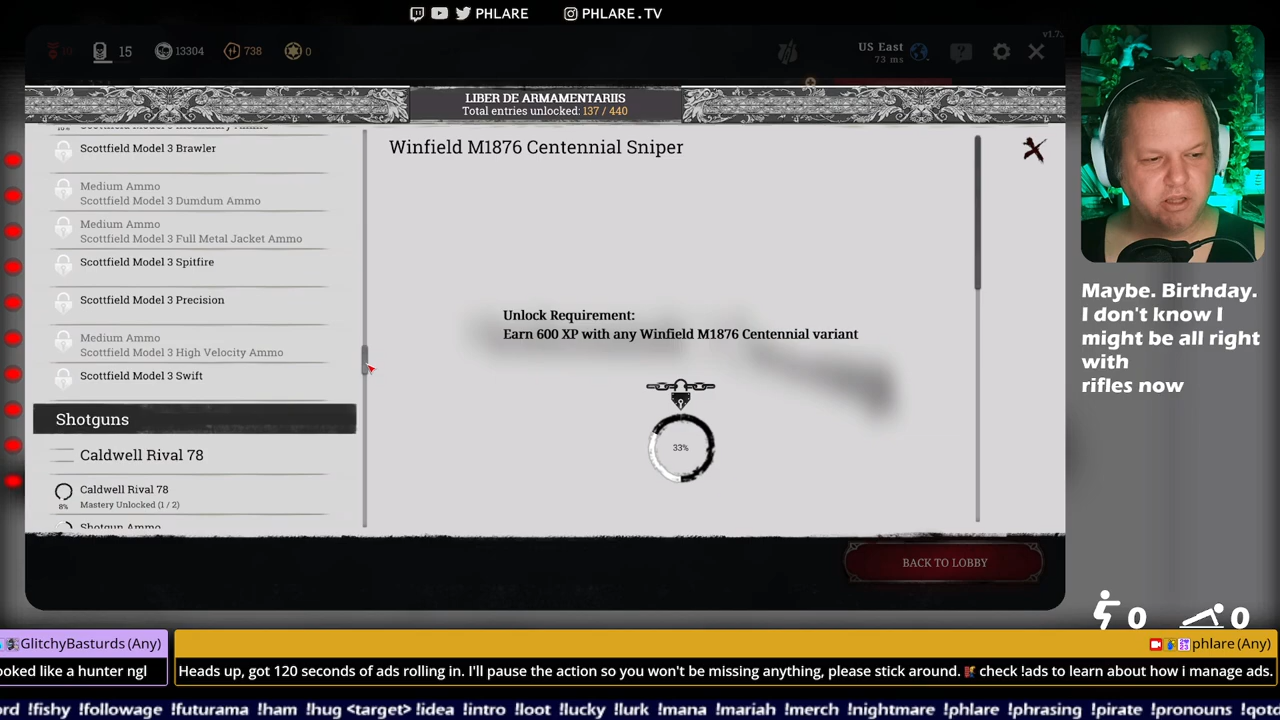 PHLARE PHLARE.TV
15 13304 738 0
US East
73 ms
LIBER DE ARMAMENTARIIS
Total entries unlocked: 137 / 440
Scottfield Model 3 Brawler
Medium Ammo
Scottfield Model 3 Dumdum Ammo
Medium Ammo
Scottfield Model 3 Full Metal Jacket Ammo
Scottfield Model 3 Spitfire
Scottfield Model 3 Precision
Medium Ammo
Scottfield Model 3 High Velocity Ammo
Scottfield Model 3 Swift
Shotguns
Caldwell Rival 78
Caldwell Rival 78
8%
Mastery Unlocked (1 / 2)
Shotgun Ammo
Winfield M1876 Centennial Sniper
Unlock Requirement:
Earn 600 XP with any Winfield M1876 Centennial variant
33%
BACK TO LOBBY
Maybe. Birthday.
I don't know I
might be all right
with
rifles now
0 0
GlitchyBasturds (Any)
phlare (Any)
ooked like a hunter ngl
Heads up, got 120 seconds of ads rolling in. I'll pause the action so you won't be missing anything, please stick around. check !ads to learn about how i manage ads.
ord !fishy !followage !futurama !ham !hug <target> !idea !intro !loot !lucky !lurk !mana !mariah !merch !nightmare !phlare !phrasing !pirate !pronouns !quot